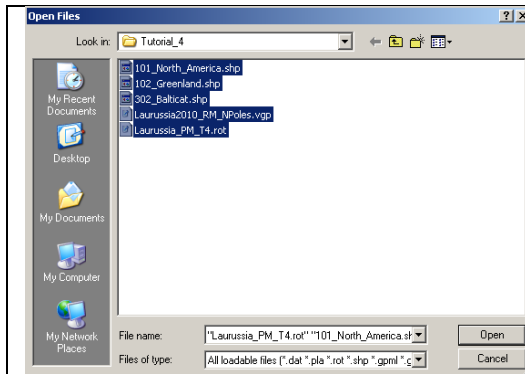 Open Files
Look in: Tutorial_4
My Recent Documents
Desktop
My Documents
My Computer
My Network Places
101_North_America.shp
102_Greenland.shp
302_Balticat.shp
Laurussia2010_RM_NPoles.vgp
Laurussia_PM_T4.rot
File name: "Laurussia_PM_T4.rot" "101_North_America.sh
Open
Files of type: All loadable files (*.dat *.pla *.rot *.shp *.gpml *.g
Cancel